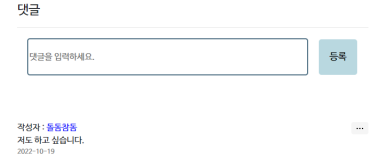 댓글
댓글을 입력하세요.
등록
작성자 : 돌돌참돔
...
저도 하고 싶습니다.
2022-10-19